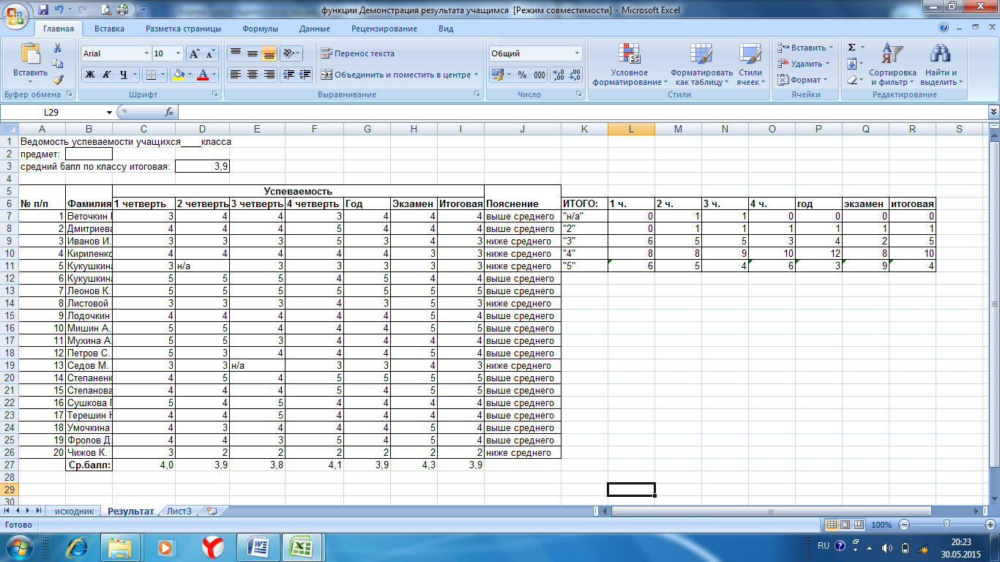 функции Демонстрация результата учащимся [Режим совместимости] - Microsoft Excel
Главная Вставка Разметка страницы Формулы Данные Рецензирование Вид
Вставить Arial 10 Перенос текста Общий Условное форматирование Форматировать как таблицу Стили ячеек Вставить Сортировка и фильтр Найти и выделить
Ж К Ч Объединить и поместить в центре % 000 Удалить
Формат
Буфер обмена Шрифт Выравнивание Число Стили Ячейки Редактирование
L29 fx
A B C D E F G H I J K L M N O P Q R S
1 Ведомость успеваемости учащихся____класса
2 предмет:
3 средний балл по классу итоговая: 3,9
4
5 Успеваемость
6 № п/п Фамилия 1 четверть 2 четверть 3 четверть 4 четверть Год Экзамен Итоговая Пояснение ИТОГО: 1 ч. 2 ч. 3 ч. 4 ч. год экзамен итоговая
7 1 Веточкин 3 4 4 3 4 4 4 выше среднего "н/а" 0 1 1 0 0 0 0
8 2 Дмитриева 4 4 4 5 4 4 4 выше среднего "2" 0 1 1 1 1 1 1
9 3 Иванов И. 3 3 3 5 3 4 3 ниже среднего "3" 6 5 5 3 4 2 5
10 4 Кириленко 4 4 4 4 4 3 3 ниже среднего "4" 8 8 9 10 12 8 10
11 5 Кукушкина 3 н/а 3 3 3 3 3 ниже среднего "5" 6 5 4 6 3 9 4
12 6 Кукушкина 5 5 5 4 5 4 4 выше среднего
13 7 Леонов К. 5 5 5 5 5 5 5 выше среднего
14 8 Листовой 3 3 3 4 3 5 3 ниже среднего
15 9 Лодочкин 4 4 4 4 4 5 4 выше среднего
16 10 Мишин А. 5 5 4 4 4 5 5 выше среднего
17 11 Мухина А. 5 5 3 4 4 4 4 выше среднего
18 12 Петров С. 5 3 4 4 4 5 4 выше среднего
19 13 Седов М. 3 3 н/а 3 3 4 3 ниже среднего
20 14 Степаненк 4 5 4 5 5 5 5 выше среднего
21 15 Степанова 4 4 4 5 4 5 5 выше среднего
22 16 Сушкова 5 4 5 4 4 4 4 выше среднего
23 17 Терешин 4 4 5 4 4 4 4 выше среднего
24 18 Умочкина 4 3 4 4 4 5 4 выше среднего
25 19 Фролов Д. 4 4 3 5 4 5 4 выше среднего
26 20 Чижов К. 3 2 2 2 2 2 2 ниже среднего
27 Ср.балл: 4,0 3,9 3,8 4,1 3,9 4,3 3,9
28
29
30
исходник Результат Лист3
Готово 100%
RU 20:23
30.05.2015